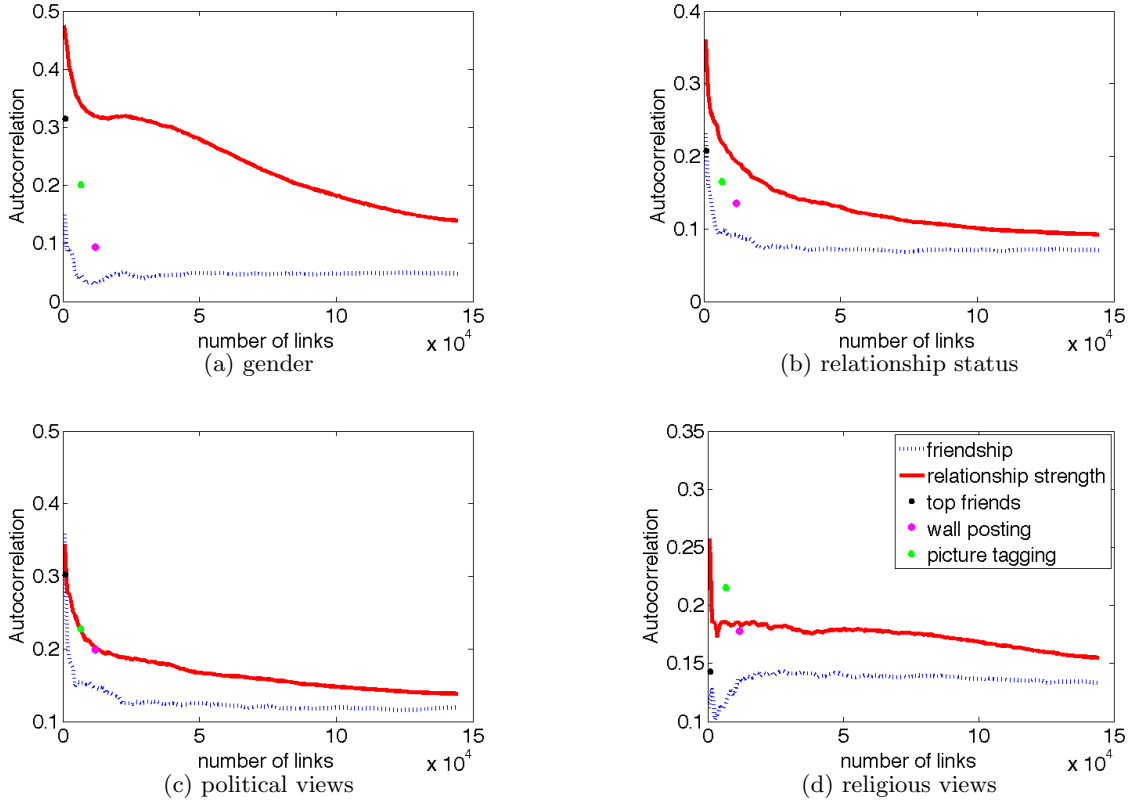 0.5
0.4
0.3
0.2
0.1
0
Autocorrelation
0 5 10 15
number of links x 10^4
(a) gender
0.4
0.3
0.2
0.1
0
Autocorrelation
0 5 10 15
number of links x 10^4
(b) relationship status
0.5
0.4
0.3
0.2
0.1
Autocorrelation
0 5 10 15
number of links x 10^4
(c) political views
0.35
0.3
0.25
0.2
0.15
0.1
Autocorrelation
friendship
relationship strength
top friends
wall posting
picture tagging
0 5 10 15
number of links x 10^4
(d) religious views